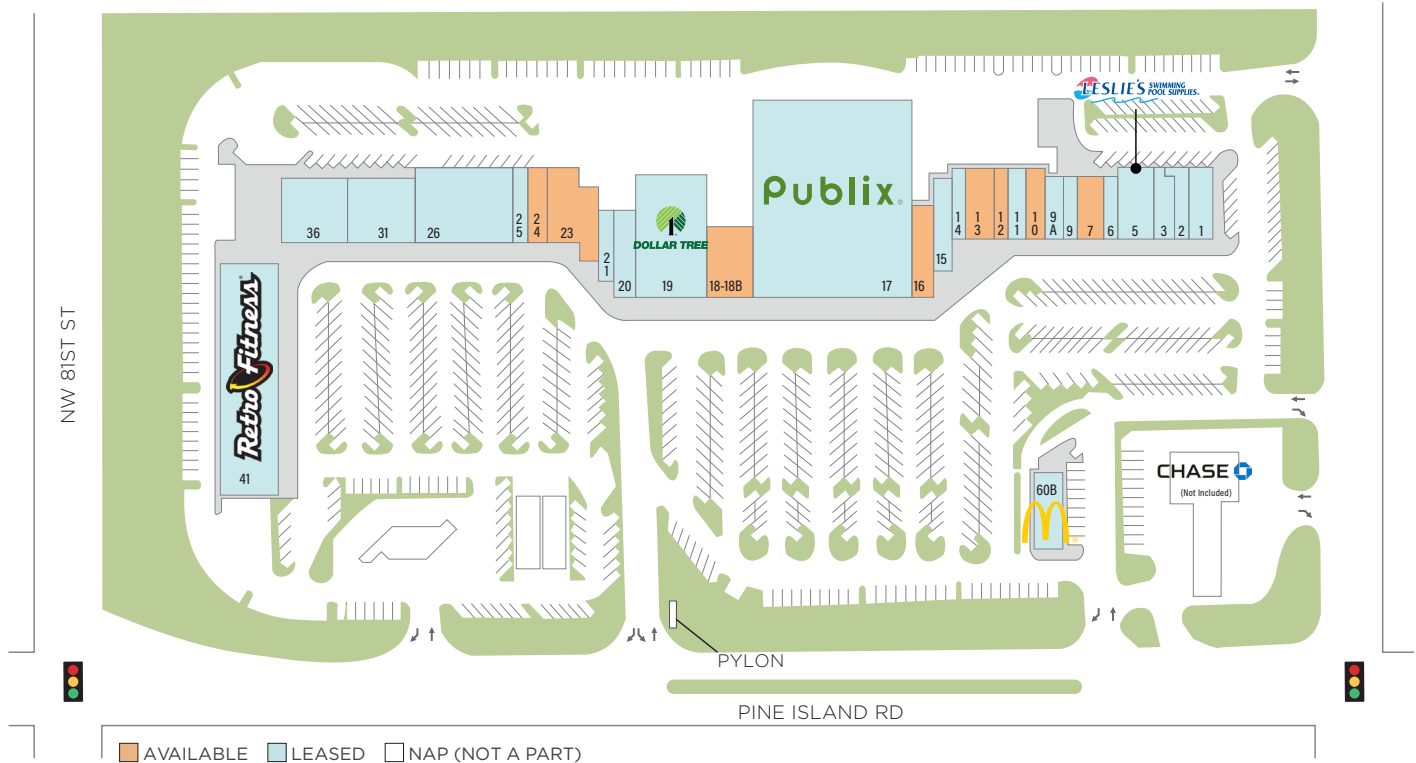 LESLIE'S SWIMMING POOL SUPPLIES.
Publix®
DOLLAR TREE
36
31
26
25
24
23
21
20
19
18-18B
17
16
15
14
13
12
11
10
9A
9
7
6
5
3
2
1
NW 81ST ST
Retro Fitness®
41
60B
CHASE
(Not Included)
PYLON
PINE ISLAND RD
AVAILABLE
LEASED
NAP (NOT A PART)